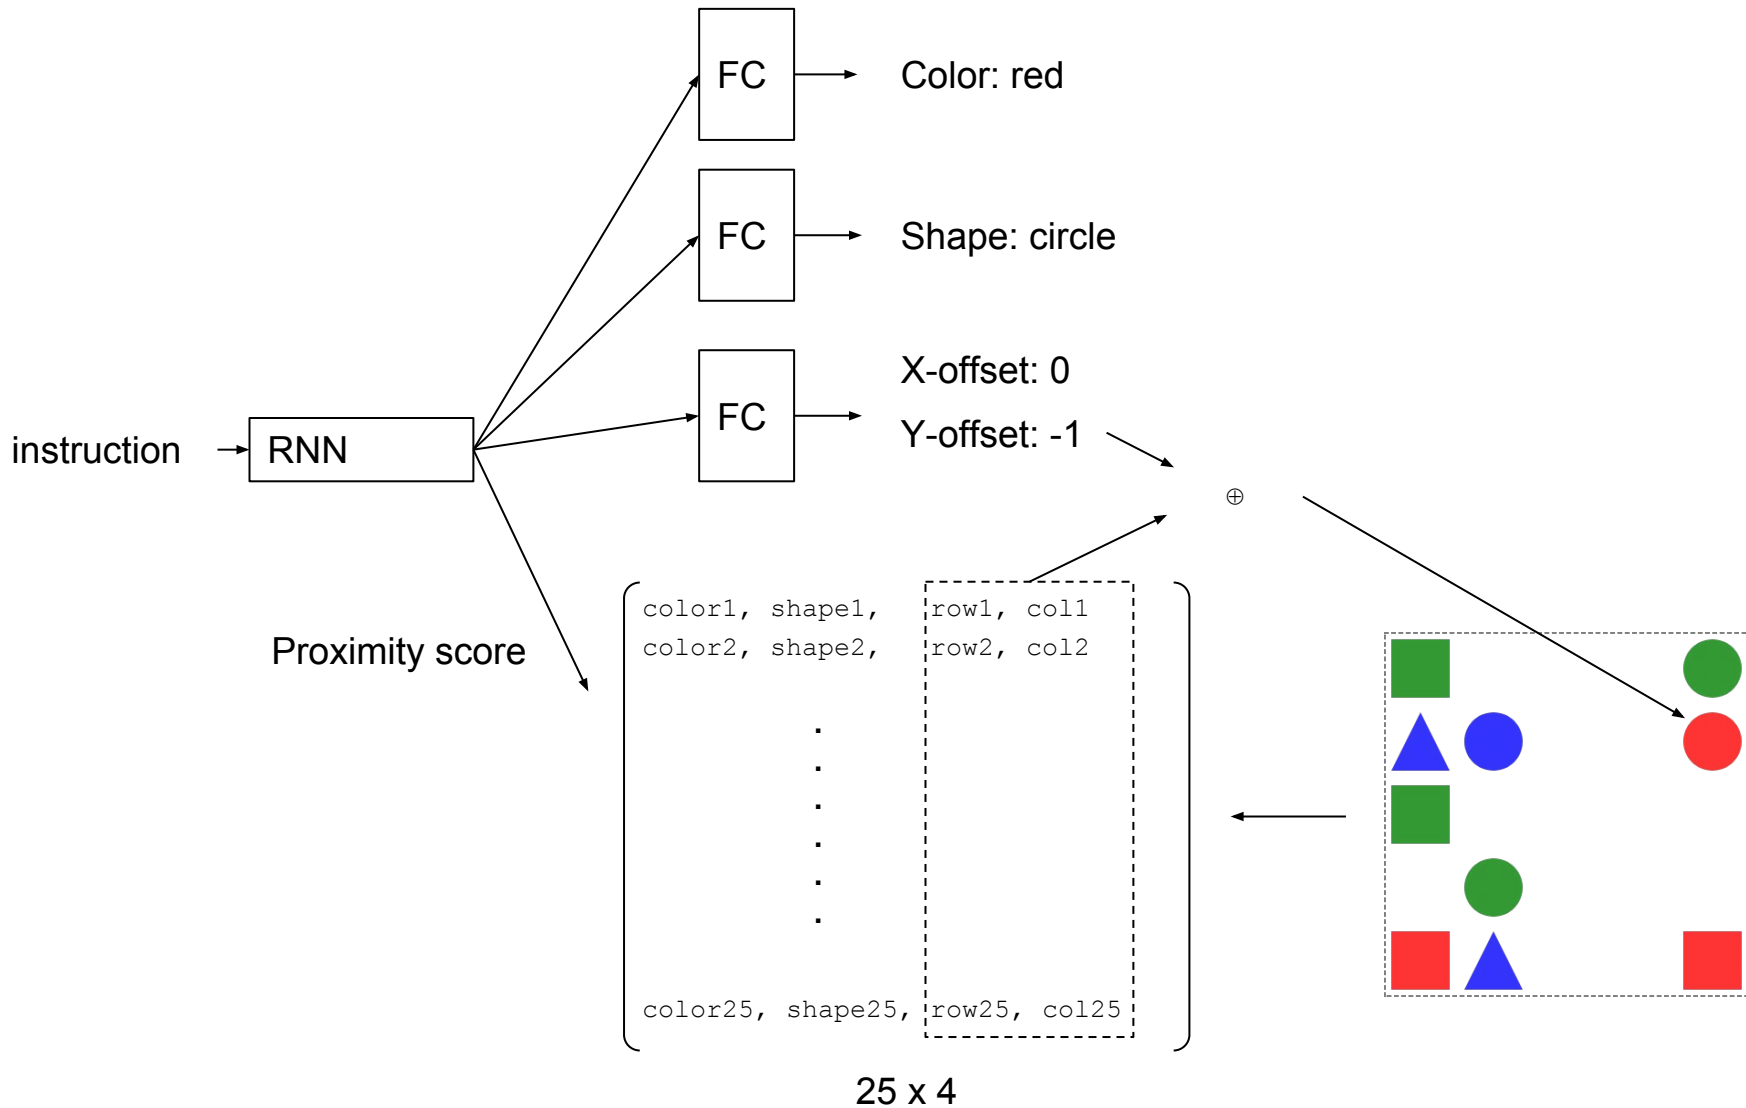 FC
Color: red
FC
Shape: circle
FC
X-offset: 0
Y-offset: -1
instruction
RNN
⊕
Proximity score
color1, shape1, row1, col1
color2, shape2, row2, col2
.
.
.
.
.
.
color25, shape25, row25, col25
25 x 4